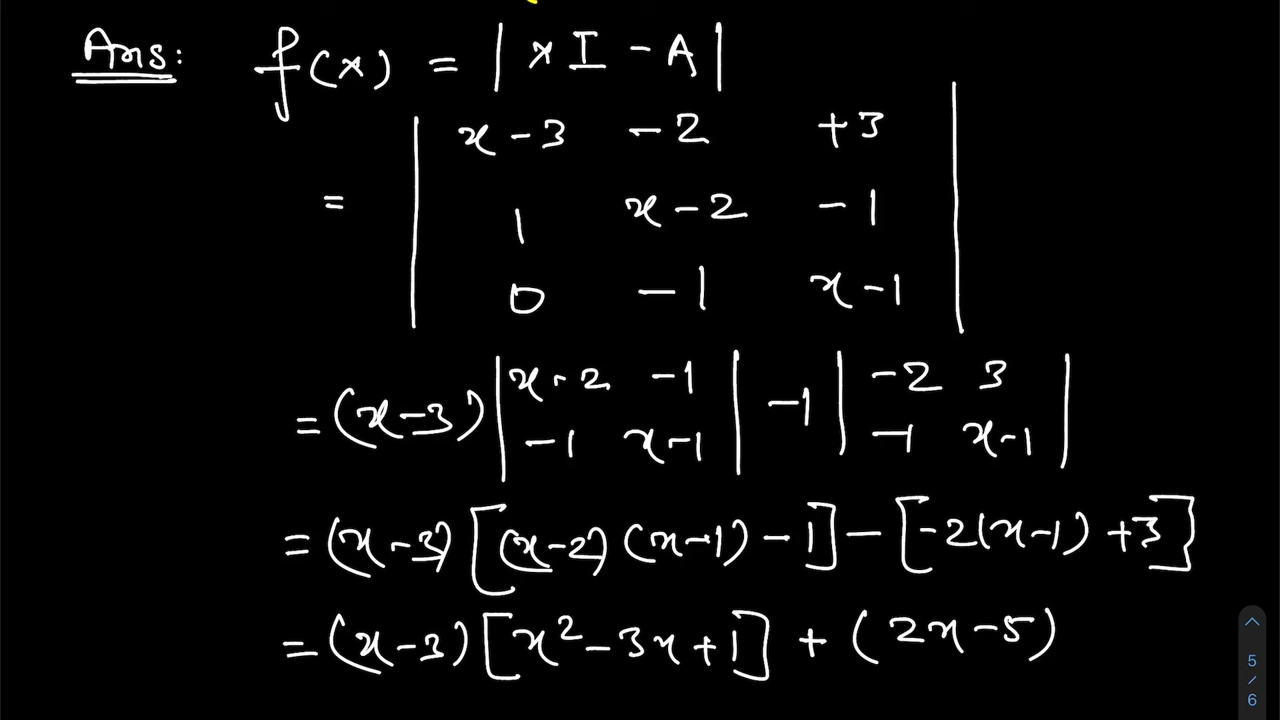 Ans: f(x) = | xI - A |
x-3 -2 +3
= 1 x-2 -1
0 -1 x-1
= (x-3) | x-2 -1 | -1 | -2 3 |
| -1 x-1 | | -1 x-1 |
= (x-3) [(x-2) (x-1) -1] - [-2(x-1) +3]
= (x-3) [x² - 3x + 1] + (2x-5)
5
/
6